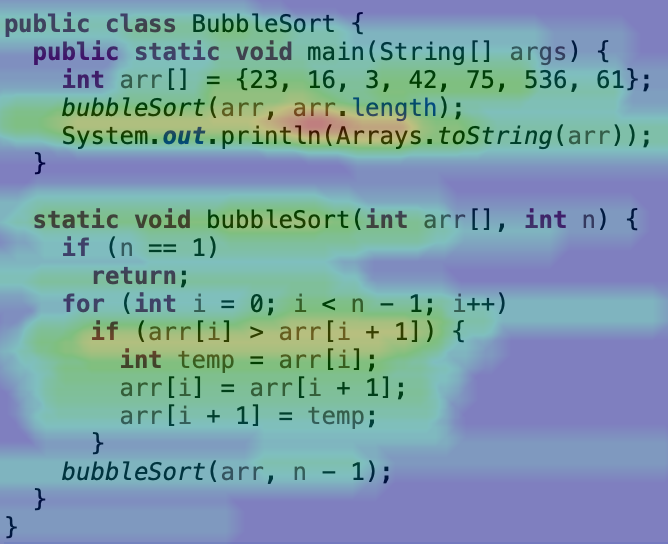 public class BubbleSort {
  public static void main(String[] args) {
    int arr[] = {23, 16, 3, 42, 75, 536, 61};
    bubbleSort(arr, arr.length);
    System.out.println(Arrays.toString(arr));
  }

  static void bubbleSort(int arr[], int n) {
    if (n == 1)
      return;
    for (int i = 0; i < n - 1; i++)
      if (arr[i] > arr[i + 1]) {
        int temp = arr[i];
        arr[i] = arr[i + 1];
        arr[i + 1] = temp;
      }
    bubbleSort(arr, n - 1);
  }
}